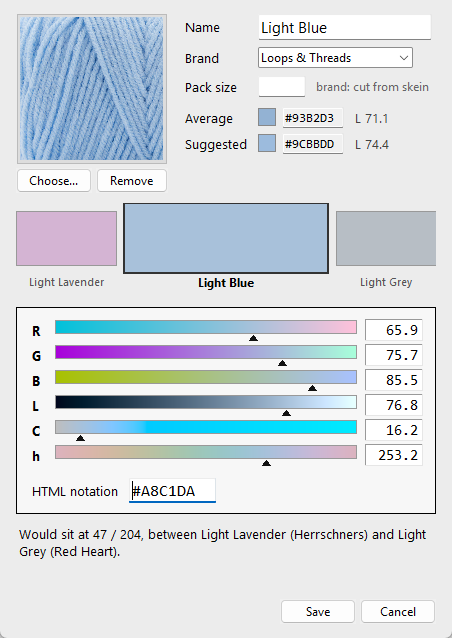 Name Light Blue
Brand Loops & Threads
Pack size brand: cut from skein
Average #93B2D3 L 71.1
Suggested #9CBBDD L 74.4
Choose... Remove
Light Lavender Light Blue Light Grey
R 65.9
G 75.7
B 85.5
L 76.8
C 16.2
h 253.2
HTML notation #A8C1DA
Would sit at 47 / 204, between Light Lavender (Herrschners) and Light
Grey (Red Heart).
Save Cancel